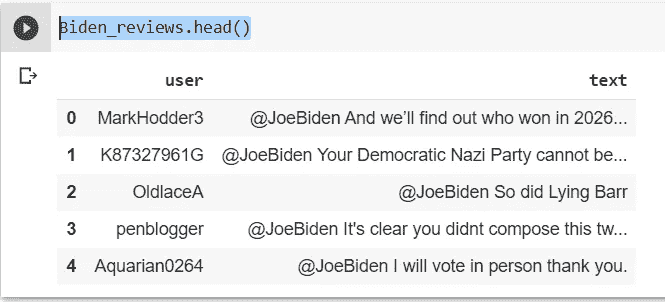 Biden_reviews.head()
user text
0 MarkHodder3 @JoeBiden And we’ll find out who won in 2026...
1 K87327961G @JoeBiden Your Democratic Nazi Party cannot be...
2 OldlaceA @JoeBiden So did Lying Barr
3 penblogger @JoeBiden It's clear you didnt compose this tw...
4 Aquarian0264 @JoeBiden I will vote in person thank you.